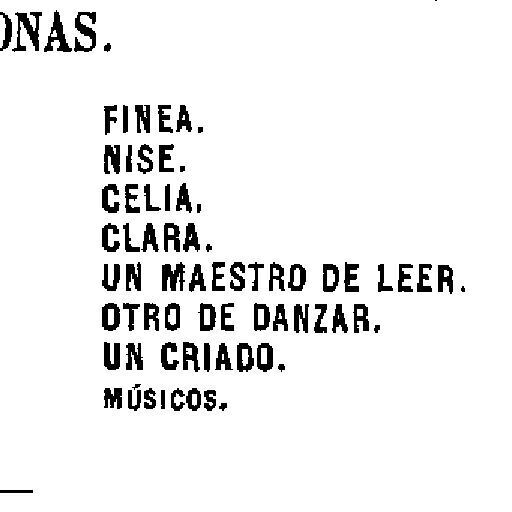 ONAS.
FINEA.
NISE.
CELIA.
CLARA.
UN MAESTRO DE LEER.
OTRO DE DANZAR.
UN CRIADO.
MÚSICOS.